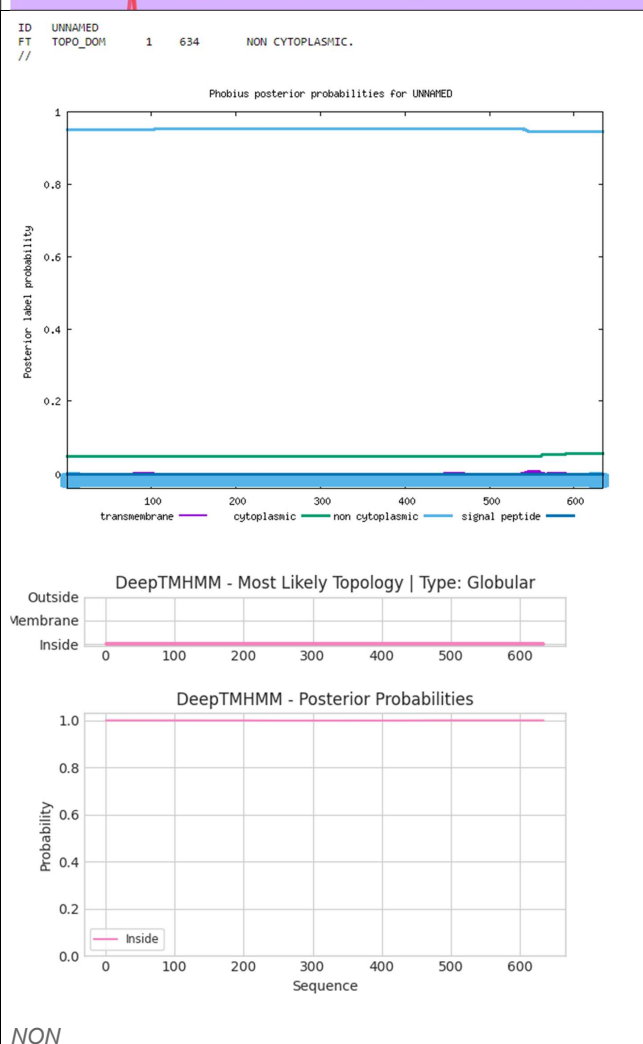 ID   UNNAMED
FT   TOPO_DOM     1    634       NON CYTOPLASMIC.
//
Phobius posterior probabilities for UNNAMED
1
0.8
0.6
0.4
0.2
0
Posterior label probability
100 200 300 400 500 600
transmembrane cytoplasmic non cytoplasmic signal peptide
DeepTMHMM - Most Likely Topology | Type: Globular
Outside
Membrane
Inside
0 100 200 300 400 500 600
DeepTMHMM - Posterior Probabilities
1.0
0.8
0.6
0.4
0.2
0.0
Probability
Inside
0 100 200 300 400 500 600
Sequence
NON